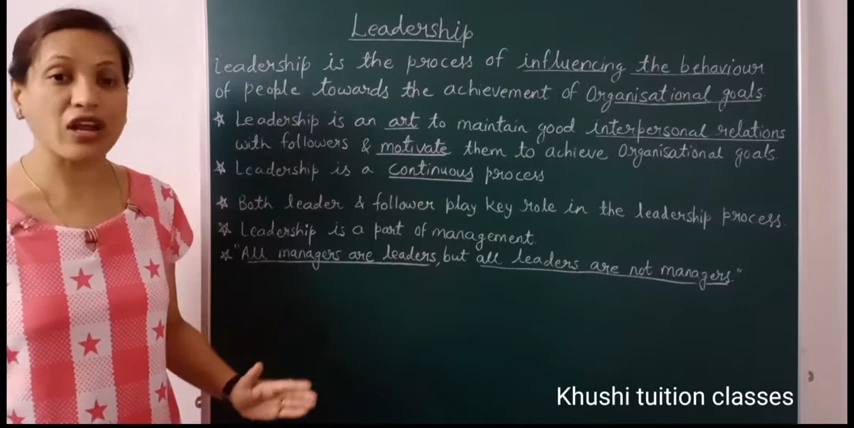 Leadership
Leadership is the process of influencing the behaviour
of people towards the achievement of Organisational goals.
* Leadership is an art to maintain good interpersonal relations
with followers & motivate them to achieve Organisational goals.
* Leadership is a continuous process
* Both leader & follower play key role in the leadership process.
* Leadership is a part of management.
* "All managers are leaders, but all leaders are not managers"
Khushi tuition classes